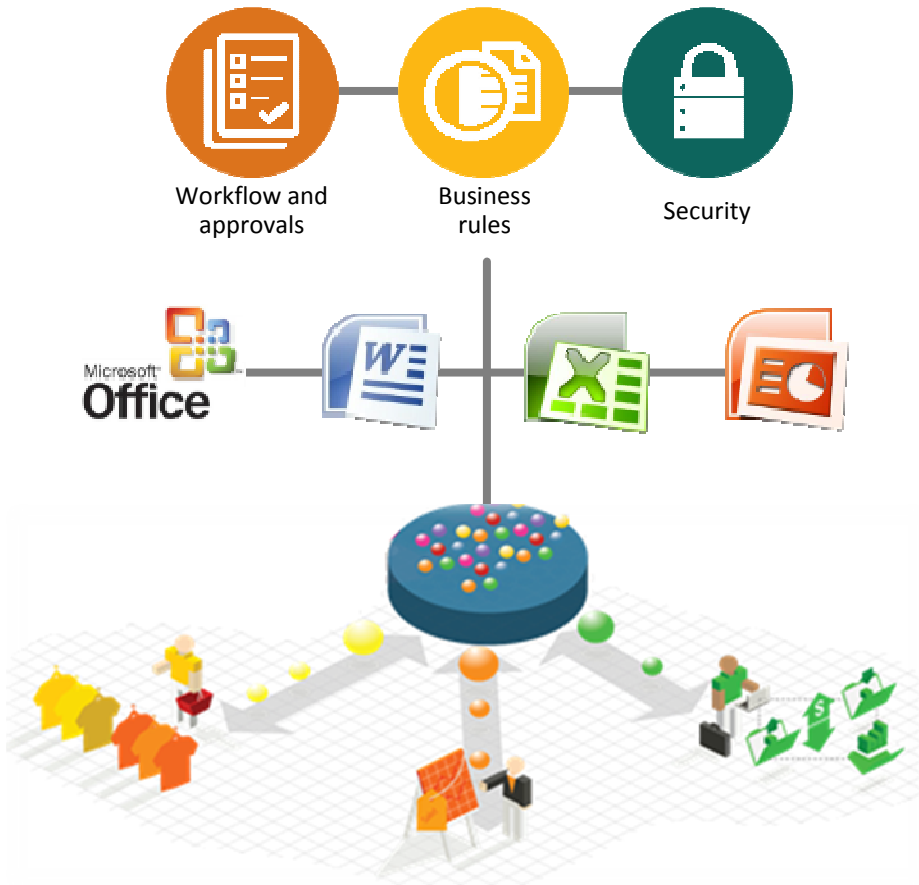 Workflow and
approvals
Business
rules
Security
Microsoft
Office
W
X
$